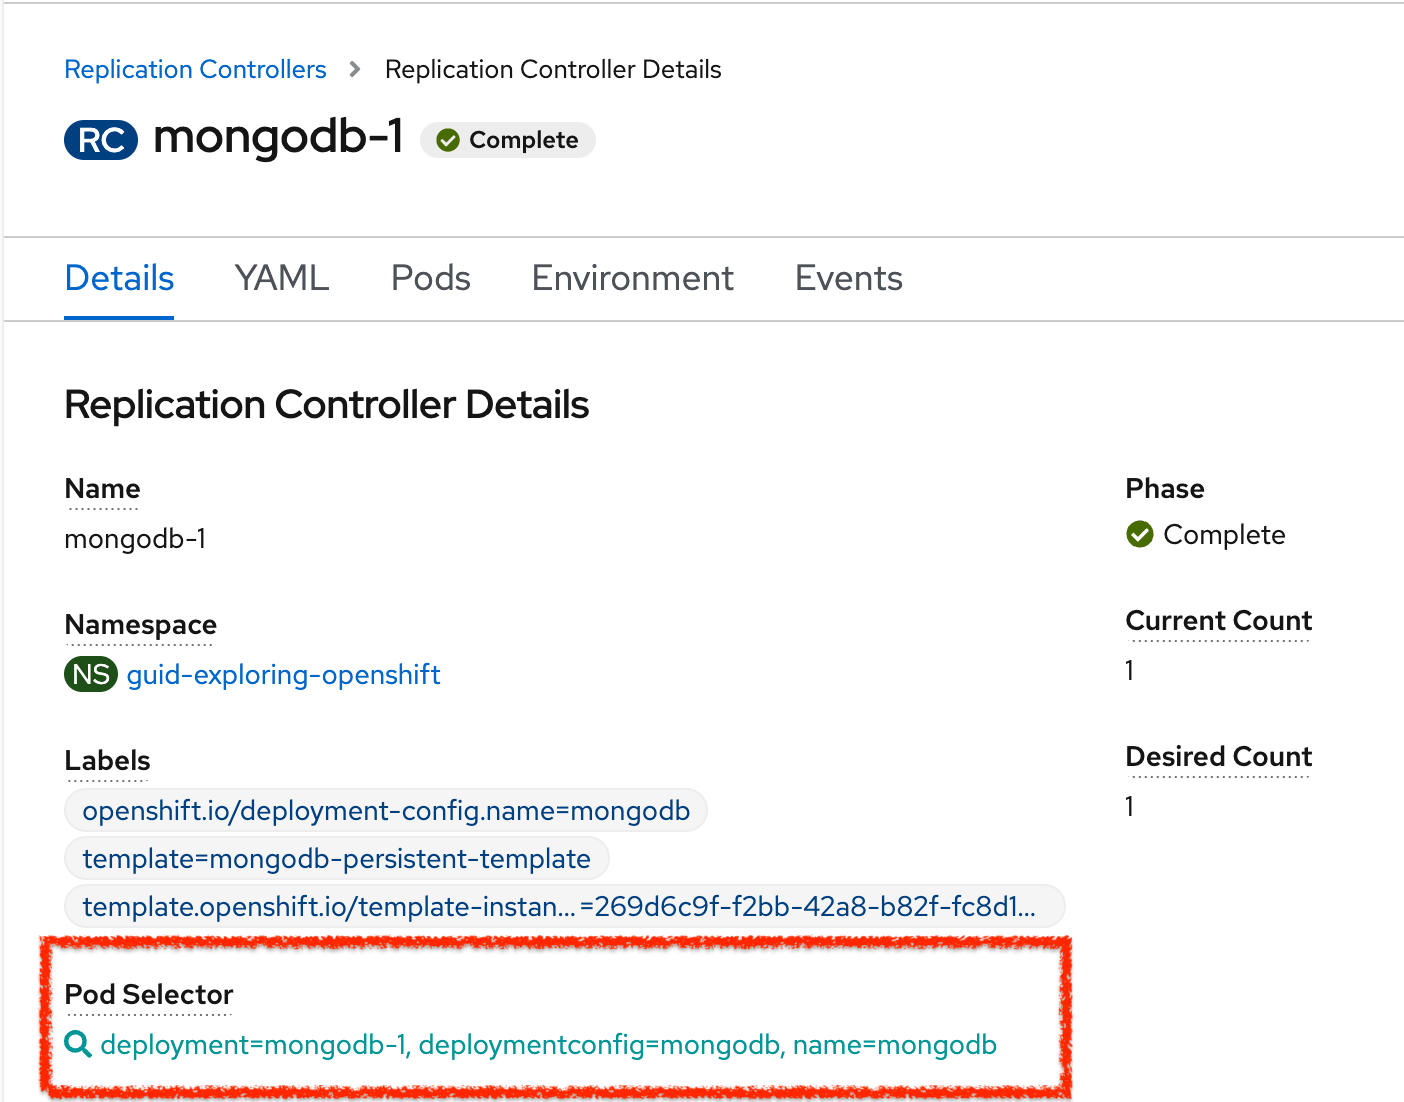 Replication Controllers > Replication Controller Details
RC mongodb-1 Complete
Details YAML Pods Environment Events
Replication Controller Details
Name
mongodb-1
Namespace
NS guid-exploring-openshift
Labels
openshift.io/deployment-config.name=mongodb
template=mongodb-persistent-template
template.openshift.io/template-instan...=269d6c9f-f2bb-42a8-b82f-fc8d1...
Pod Selector
deployment=mongodb-1, deploymentconfig=mongodb, name=mongodb
Phase
Complete
Current Count
1
Desired Count
1